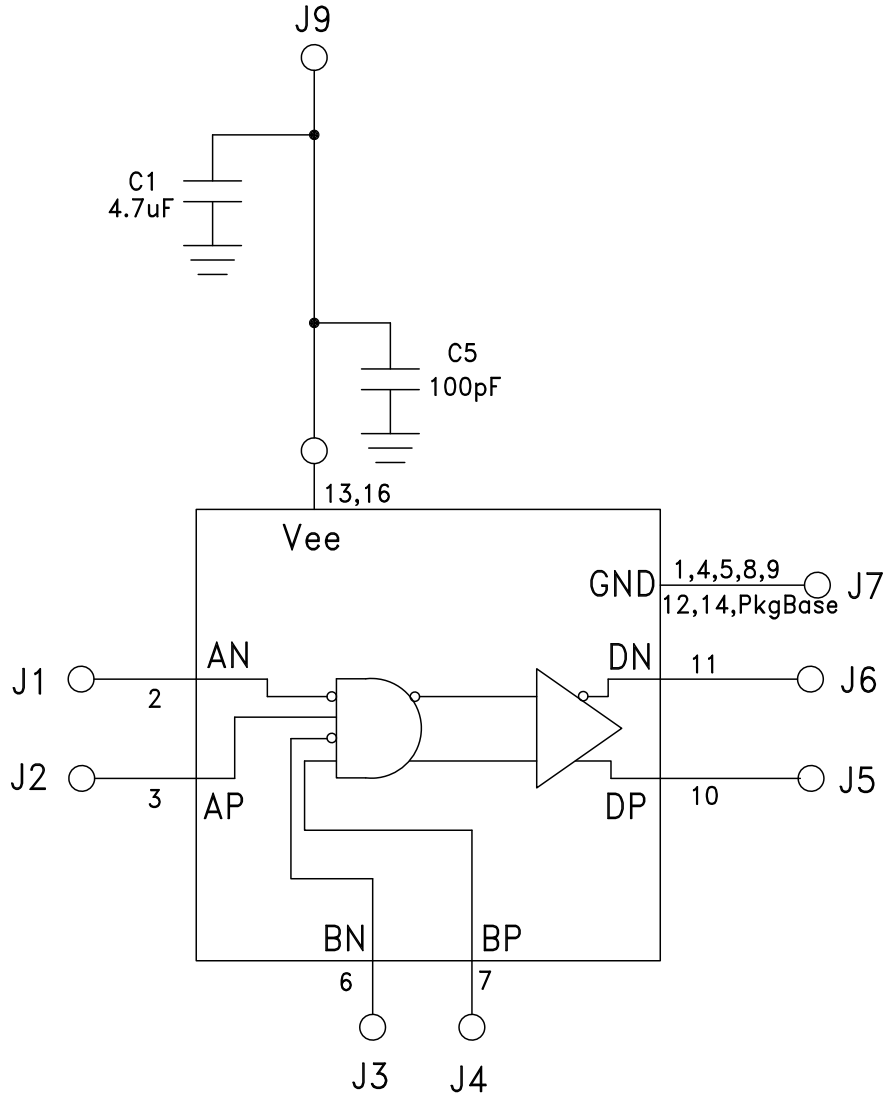 J9
C1
4.7uF
C5
100pF
13,16
Vee
GND
1,4,5,8,9
J7
12,14,PkgBase
AN
DN
11
J1
2
J6
J2
3
AP
DP
10
J5
BN
BP
6
7
J3
J4